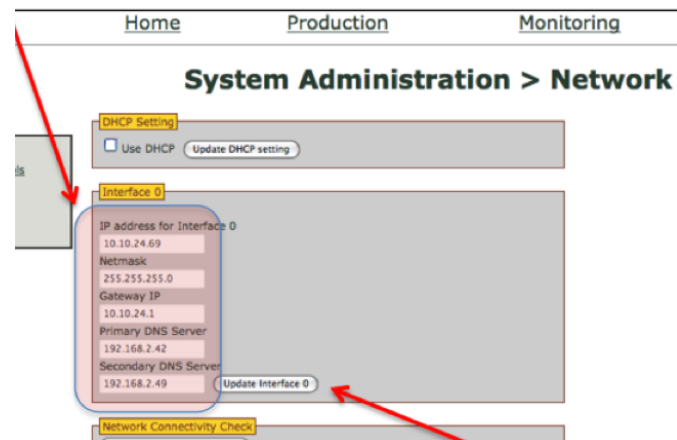 Home Production Monitoring
System Administration > Network
DHCP Setting
Use DHCP Update DHCP setting
Interface 0
IP address for Interface 0
10.10.24.69
Netmask
255.255.255.0
Gateway IP
10.10.24.1
Primary DNS Server
192.168.2.42
Secondary DNS Server
192.168.2.49 Update Interface 0
Network Connectivity Check